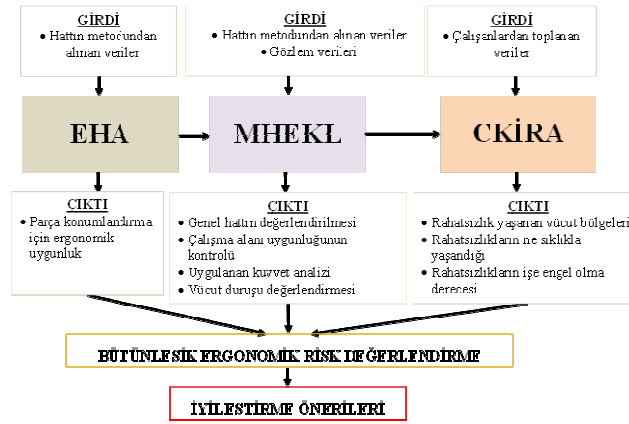 GİRDİ
• Hattın metodundan
alınan veriler
GİRDİ
• Hattın metodundan alınan veriler
• Gözlem verileri
GİRDİ
• Çalışanlardan toplanan
veriler
EHA
MHEKL
CKİRA
ÇIKTI
• Parça konumlandırma
için ergonomik
uygunluk
ÇIKTI
• Genel hattın değerlendirilmesi
• Çalışma alanı uygunluğunun
kontrolü
• Uygulanan kuvvet analizi
• Vücut duruşu değerlendirmesi
ÇIKTI
• Rahatsızlık yaşanan vücut bölgeleri
• Rahatsızlıkların ne sıklıkla
yaşandığı
• Rahatsızlıkların işe engel olma
derecesi
BÜTÜNLEŞİK ERGONOMİK RİSK DEĞERLENDİRME
İYİLEŞTİRME ÖNERİLERİ